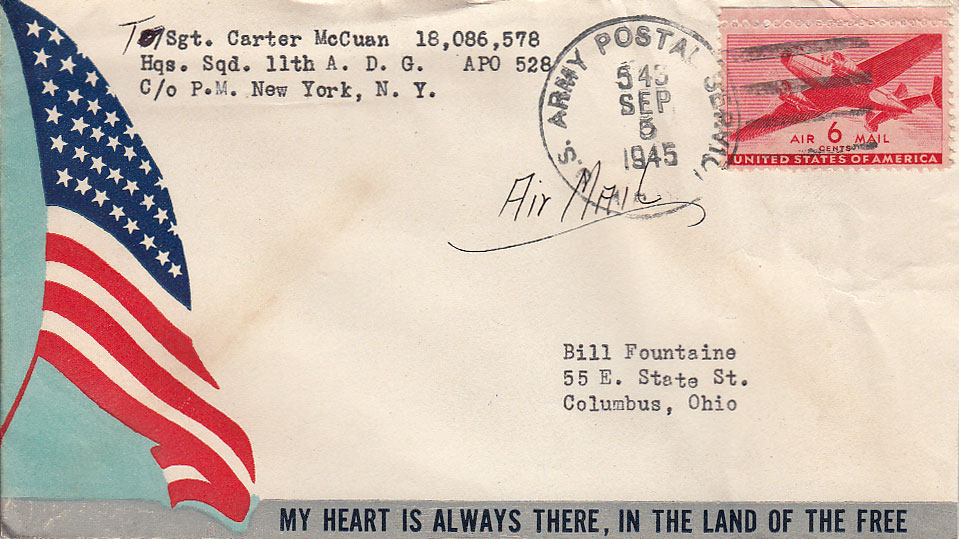 T/Sgt. Carter McCuan 18,086,578
Hqs. Sqd. 11th A. D. G. APO 528
C/o P.M. New York, N. Y.
U.S. ARMY POSTAL SERVICE
543
SEP
5
1945
AIR 6 MAIL
CENTS
UNITED STATES OF AMERICA
Air Mail
Bill Fountaine
55 E. State St.
Columbus, Ohio
MY HEART IS ALWAYS THERE, IN THE LAND OF THE FREE